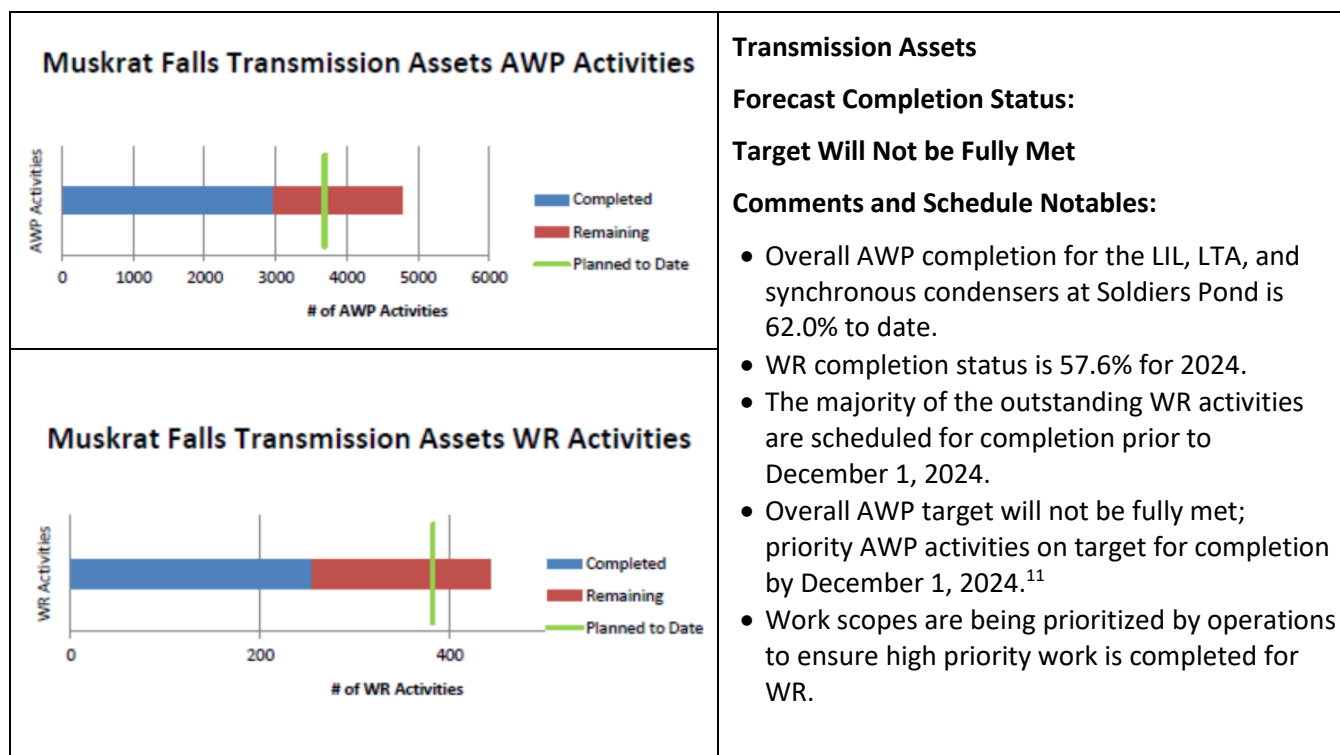 Muskrat Falls Transmission Assets AWP Activities
AWP Activities
Completed
Remaining
Planned to Date
0 1000 2000 3000 4000 5000 6000
# of AWP Activities
Muskrat Falls Transmission Assets WR Activities
WR Activities
Completed
Remaining
Planned to Date
0 200 400
# of WR Activities
Transmission Assets
Forecast Completion Status:
Target Will Not be Fully Met
Comments and Schedule Notables:
• Overall AWP completion for the LIL, LTA, and
synchronous condensers at Soldiers Pond is
62.0% to date.
• WR completion status is 57.6% for 2024.
• The majority of the outstanding WR activities
are scheduled for completion prior to
December 1, 2024.
• Overall AWP target will not be fully met;
priority AWP activities on target for completion
by December 1, 2024.¹¹
• Work scopes are being prioritized by operations
to ensure high priority work is completed for
WR.